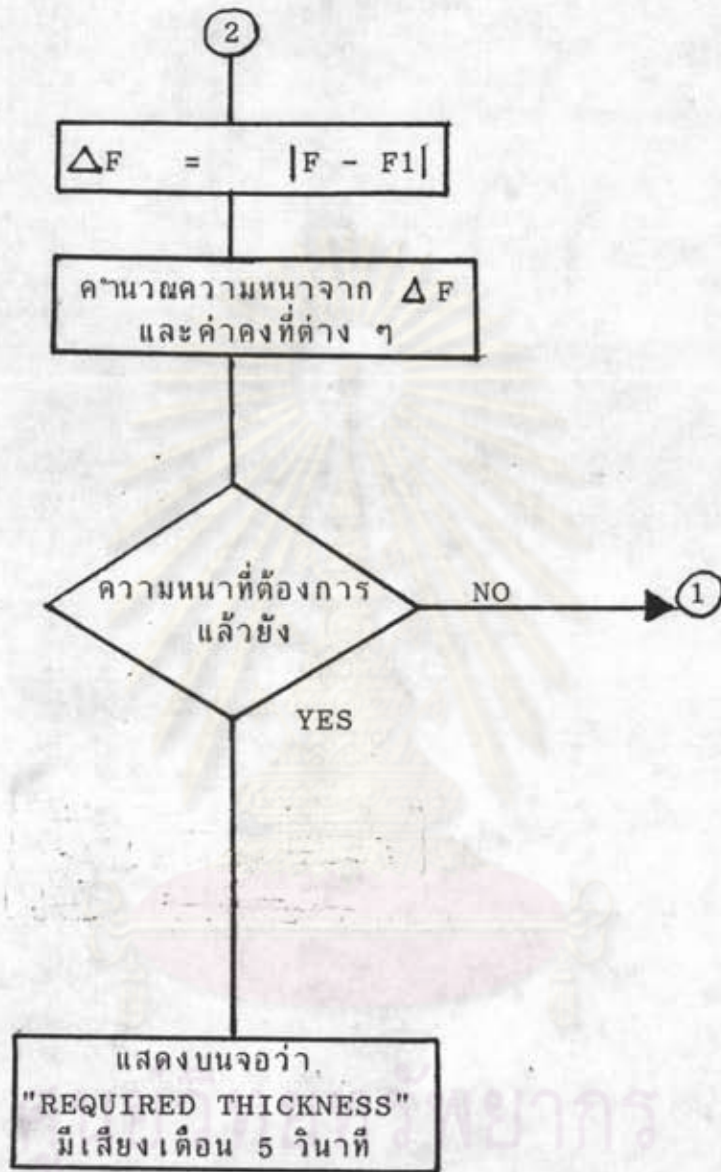 2
△F = |F - F1|
คำนวณความหนาจาก △F
และค่าคงที่ต่าง ๆ
ความหนาที่ต้องการ
แล้วยัง
NO
1
YES
แสดงบนจอว่า
"REQUIRED THICKNESS"
มีเสียงเตือน 5 วินาที